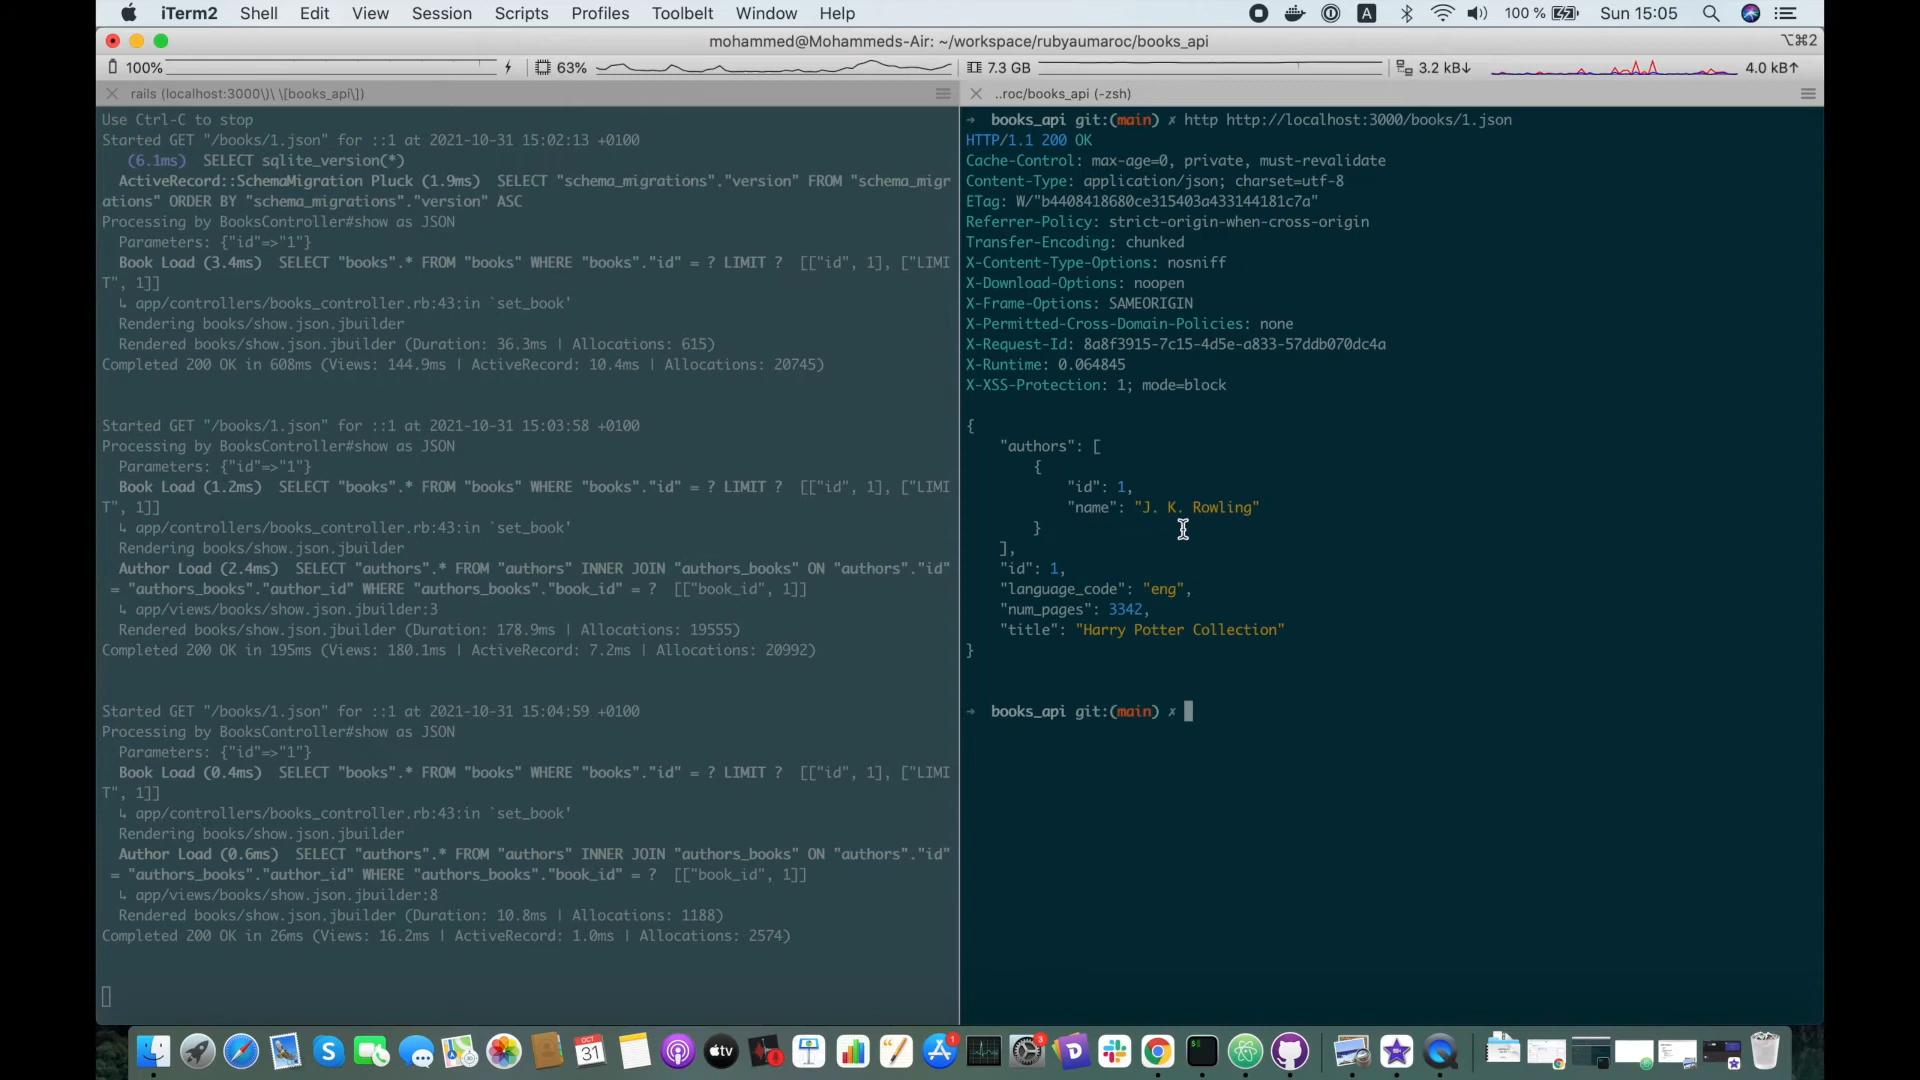 iTerm2 Shell Edit View Session Scripts Profiles Toolbelt Window Help A 100 % Sun 15:05
mohammed@Mohammeds-Air: ~/workspace/rubyaumaroc/books_api ⌥⌘2
100% 63% 7.3 GB 3.2 kB↓ 4.0 kB↑
rails (localhost:3000\)\ \[books_api\])
Use Ctrl-C to stop
Started GET "/books/1.json" for ::1 at 2021-10-31 15:02:13 +0100
(6.1ms) SELECT sqlite_version(*)
ActiveRecord::SchemaMigration Pluck (1.9ms) SELECT "schema_migrations"."version" FROM "schema_migr
ations" ORDER BY "schema_migrations"."version" ASC
Processing by BooksController#show as JSON
Parameters: {"id"=>"1"}
Book Load (3.4ms) SELECT "books".* FROM "books" WHERE "books"."id" = ? LIMIT ? [["id", 1], ["LIMI
T", 1]]
↳ app/controllers/books_controller.rb:43:in `set_book'
Rendering books/show.json.jbuilder
Rendered books/show.json.jbuilder (Duration: 36.3ms | Allocations: 615)
Completed 200 OK in 608ms (Views: 144.9ms | ActiveRecord: 10.4ms | Allocations: 20745)
Started GET "/books/1.json" for ::1 at 2021-10-31 15:03:58 +0100
Processing by BooksController#show as JSON
Parameters: {"id"=>"1"}
Book Load (1.2ms) SELECT "books".* FROM "books" WHERE "books"."id" = ? LIMIT ? [["id", 1], ["LIMI
T", 1]]
↳ app/controllers/books_controller.rb:43:in `set_book'
Rendering books/show.json.jbuilder
Author Load (2.4ms) SELECT "authors".* FROM "authors" INNER JOIN "authors_books" ON "authors"."id"
= "authors_books"."author_id" WHERE "authors_books"."book_id" = ? [["book_id", 1]]
↳ app/views/books/show.json.jbuilder:3
Rendered books/show.json.jbuilder (Duration: 178.9ms | Allocations: 19555)
Completed 200 OK in 195ms (Views: 180.1ms | ActiveRecord: 7.2ms | Allocations: 20992)
Started GET "/books/1.json" for ::1 at 2021-10-31 15:04:59 +0100
Processing by BooksController#show as JSON
Parameters: {"id"=>"1"}
Book Load (0.4ms) SELECT "books".* FROM "books" WHERE "books"."id" = ? LIMIT ? [["id", 1], ["LIMI
T", 1]]
↳ app/controllers/books_controller.rb:43:in `set_book'
Rendering books/show.json.jbuilder
Author Load (0.6ms) SELECT "authors".* FROM "authors" INNER JOIN "authors_books" ON "authors"."id"
= "authors_books"."author_id" WHERE "authors_books"."book_id" = ? [["book_id", 1]]
↳ app/views/books/show.json.jbuilder:8
Rendered books/show.json.jbuilder (Duration: 10.8ms | Allocations: 1188)
Completed 200 OK in 26ms (Views: 16.2ms | ActiveRecord: 1.0ms | Allocations: 2574)
..roc/books_api (-zsh)
→ books_api git:(main) ✗ http http://localhost:3000/books/1.json
HTTP/1.1 200 OK
Cache-Control: max-age=0, private, must-revalidate
Content-Type: application/json; charset=utf-8
ETag: W/"b4408418680ce315403a433144181c7a"
Referrer-Policy: strict-origin-when-cross-origin
Transfer-Encoding: chunked
X-Content-Type-Options: nosniff
X-Download-Options: noopen
X-Frame-Options: SAMEORIGIN
X-Permitted-Cross-Domain-Policies: none
X-Request-Id: 8a8f3915-7c15-4d5e-a833-57ddb070dc4a
X-Runtime: 0.064845
X-XSS-Protection: 1; mode=block
{
"authors": [
{
"id": 1,
"name": "J. K. Rowling"
}
],
"id": 1,
"language_code": "eng",
"num_pages": 3342,
"title": "Harry Potter Collection"
}
→ books_api git:(main) ✗
OCT
31
tv
1
3